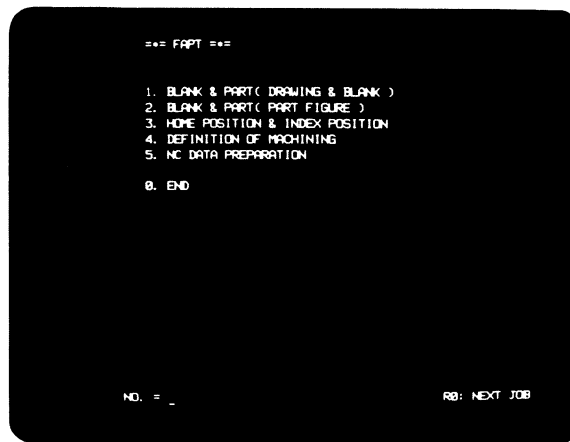 =*= FAPT =*=
1. BLANK & PART( DRAWING & BLANK )
2. BLANK & PART( PART FIGURE )
3. HOME POSITION & INDEX POSITION
4. DEFINITION OF MACHINING
5. NC DATA PREPARATION
0. END
NO. = _ R0: NEXT JOB